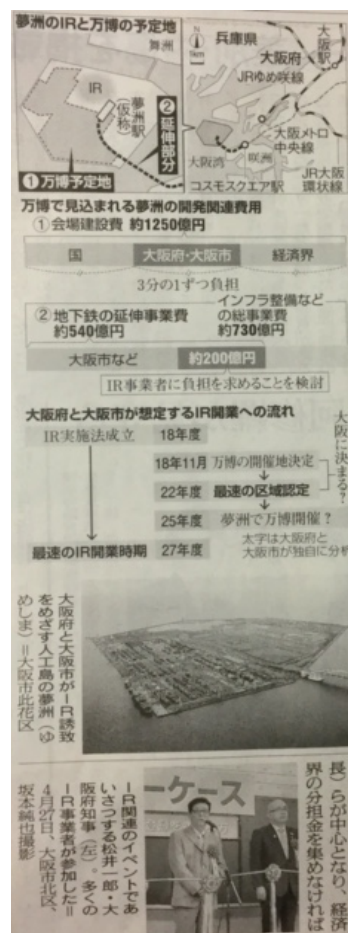 夢洲のIRと万博の予定地
舞洲
IR
夢洲駅
(仮称)
②延伸部分
①万博予定地
N
1km
兵庫県
大阪府
大阪駅
JRゆめ咲線
大阪メトロ
中央線
大阪湾
咲洲
コスモスクエア駅
JR大阪
環状線
万博で見込まれる夢洲の開発関連費用
①会場建設費 約1250億円
国
大阪府・大阪市
経済界
3分の1ずつ負担
②地下鉄の延伸事業費
約540億円
インフラ整備など
の総事業費
約730億円
大阪市など
約200億円
IR事業者に負担を求めることを検討
大阪府と大阪市が想定するIR開業への流れ
IR実施法成立
18年度
18年11月
万博の開催地決定
大阪に決まる?
22年度
最速の区域認定
25年度
夢洲で万博開催?
最速のIR開業時期
27年度
太字は大阪府と
大阪市が独自に分析
大阪府と大阪市がIR誘致
をめざす人工島の夢洲(ゆ
めしま)=大阪市此花区
長)らが中心となり、経済
界の分担金を集めなければ
ーケース
IR関連のイベントであ
いさつする松井一郎・大
阪府知事(左)。多くの
IR事業者が参加した=
4月27日、大阪市北区、
坂本純也撮影